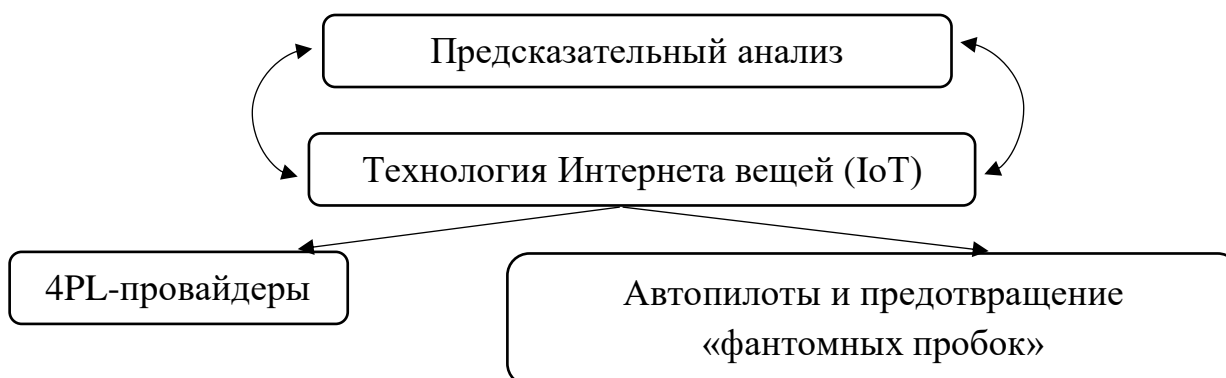 Предсказательный анализ
Технология Интернета вещей (IoT)
4PL-провайдеры
Автопилоты и предотвращение
«фантомных пробок»